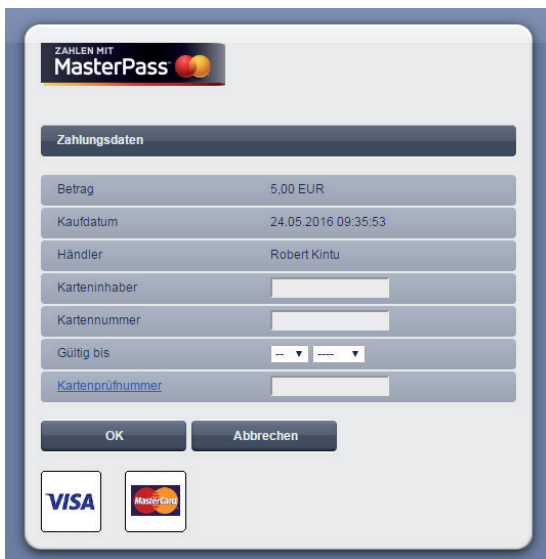 ZAHLEN MIT
MasterPass
Zahlungsdaten
Betrag 5,00 EUR
Kaufdatum 24.05.2016 09:35:53
Händler Robert Kintu
Karteninhaber
Kartennummer
Gültig bis -- ----
Kartenprüfnummer
OK Abbrechen
VISA MasterCard